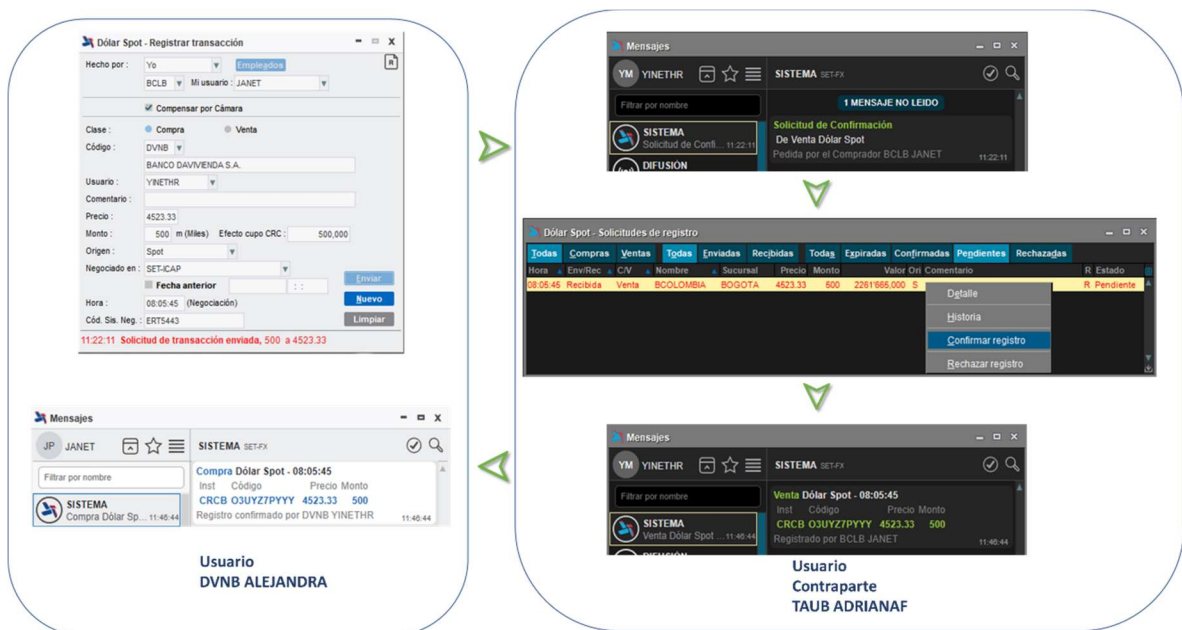 Dólar Spot - Registrar transacción
Hecho por : Yo Empleados R
BCLB Mi usuario : JANET
Compensar por Cámara
Clase : Compra Venta
Código : DVNB
BANCO DAVIVIENDA S.A.
Usuario : YINETHR
Comentario :
Precio : 4523.33
Monto : 500 m (Miles) Efecto cupo CRC : 500,000
Origen : Spot
Negociado en : SET-ICAP
Enviar
Fecha anterior : :
Nuevo
Hora : 08:05:45 (Negociación)
Cód. Sis. Neg. : ERT5443 Limpiar
11:22:11 Solicitud de transacción enviada, 500 a 4523.33
Mensajes
YM YINETHR SISTEMA SET-FX
Filtrar por nombre
1 MENSAJE NO LEIDO
SISTEMA
Solicitud de Confi... 11:22:11
DIFUSIÓN
Solicitud de Confirmación
De Venta Dólar Spot
Pedida por el Comprador BCLB JANET 11:22:11
Dólar Spot - Solicitudes de registro
Todas Compras Ventas Todas Enviadas Recibidas Todas Expiradas Confirmadas Pendientes Rechazadas
Hora Env/Rec C/V Nombre Sucursal Precio Monto Valor Ori Comentario R Estado
08:05:45 Recibida Venta BCOLOMBIA BOGOTA 4523.33 500 2261'665,000 S R Pendiente
Detalle
Historia
Confirmar registro
Rechazar registro
Mensajes
YM YINETHR SISTEMA SET-FX
Filtrar por nombre
SISTEMA
Venta Dólar Spot ... 11:46:44
DIFUSIÓN
Venta Dólar Spot - 08:05:45
Inst Código Precio Monto
CRCB O3UYZ7PYYY 4523.33 500
Registrado por BCLB JANET 11:46:44
Usuario
Contraparte
TAUB ADRIANAF
Mensajes
JP JANET SISTEMA SET-FX
Filtrar por nombre
SISTEMA
Compra Dólar Sp... 11:46:44
Compra Dólar Spot - 08:05:45
Inst Código Precio Monto
CRCB O3UYZ7PYYY 4523.33 500
Registro confirmado por DVNB YINETHR 11:46:44
Usuario
DVNB ALEJANDRA